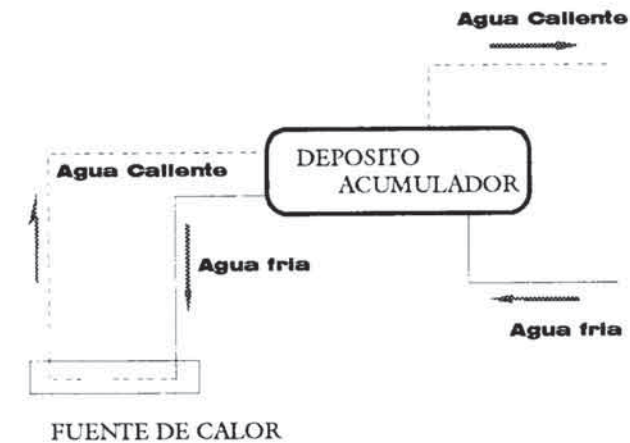 Agua Caliente
DEPOSITO
ACUMULADOR
Agua Caliente
Agua fria
Agua fria
FUENTE DE CALOR